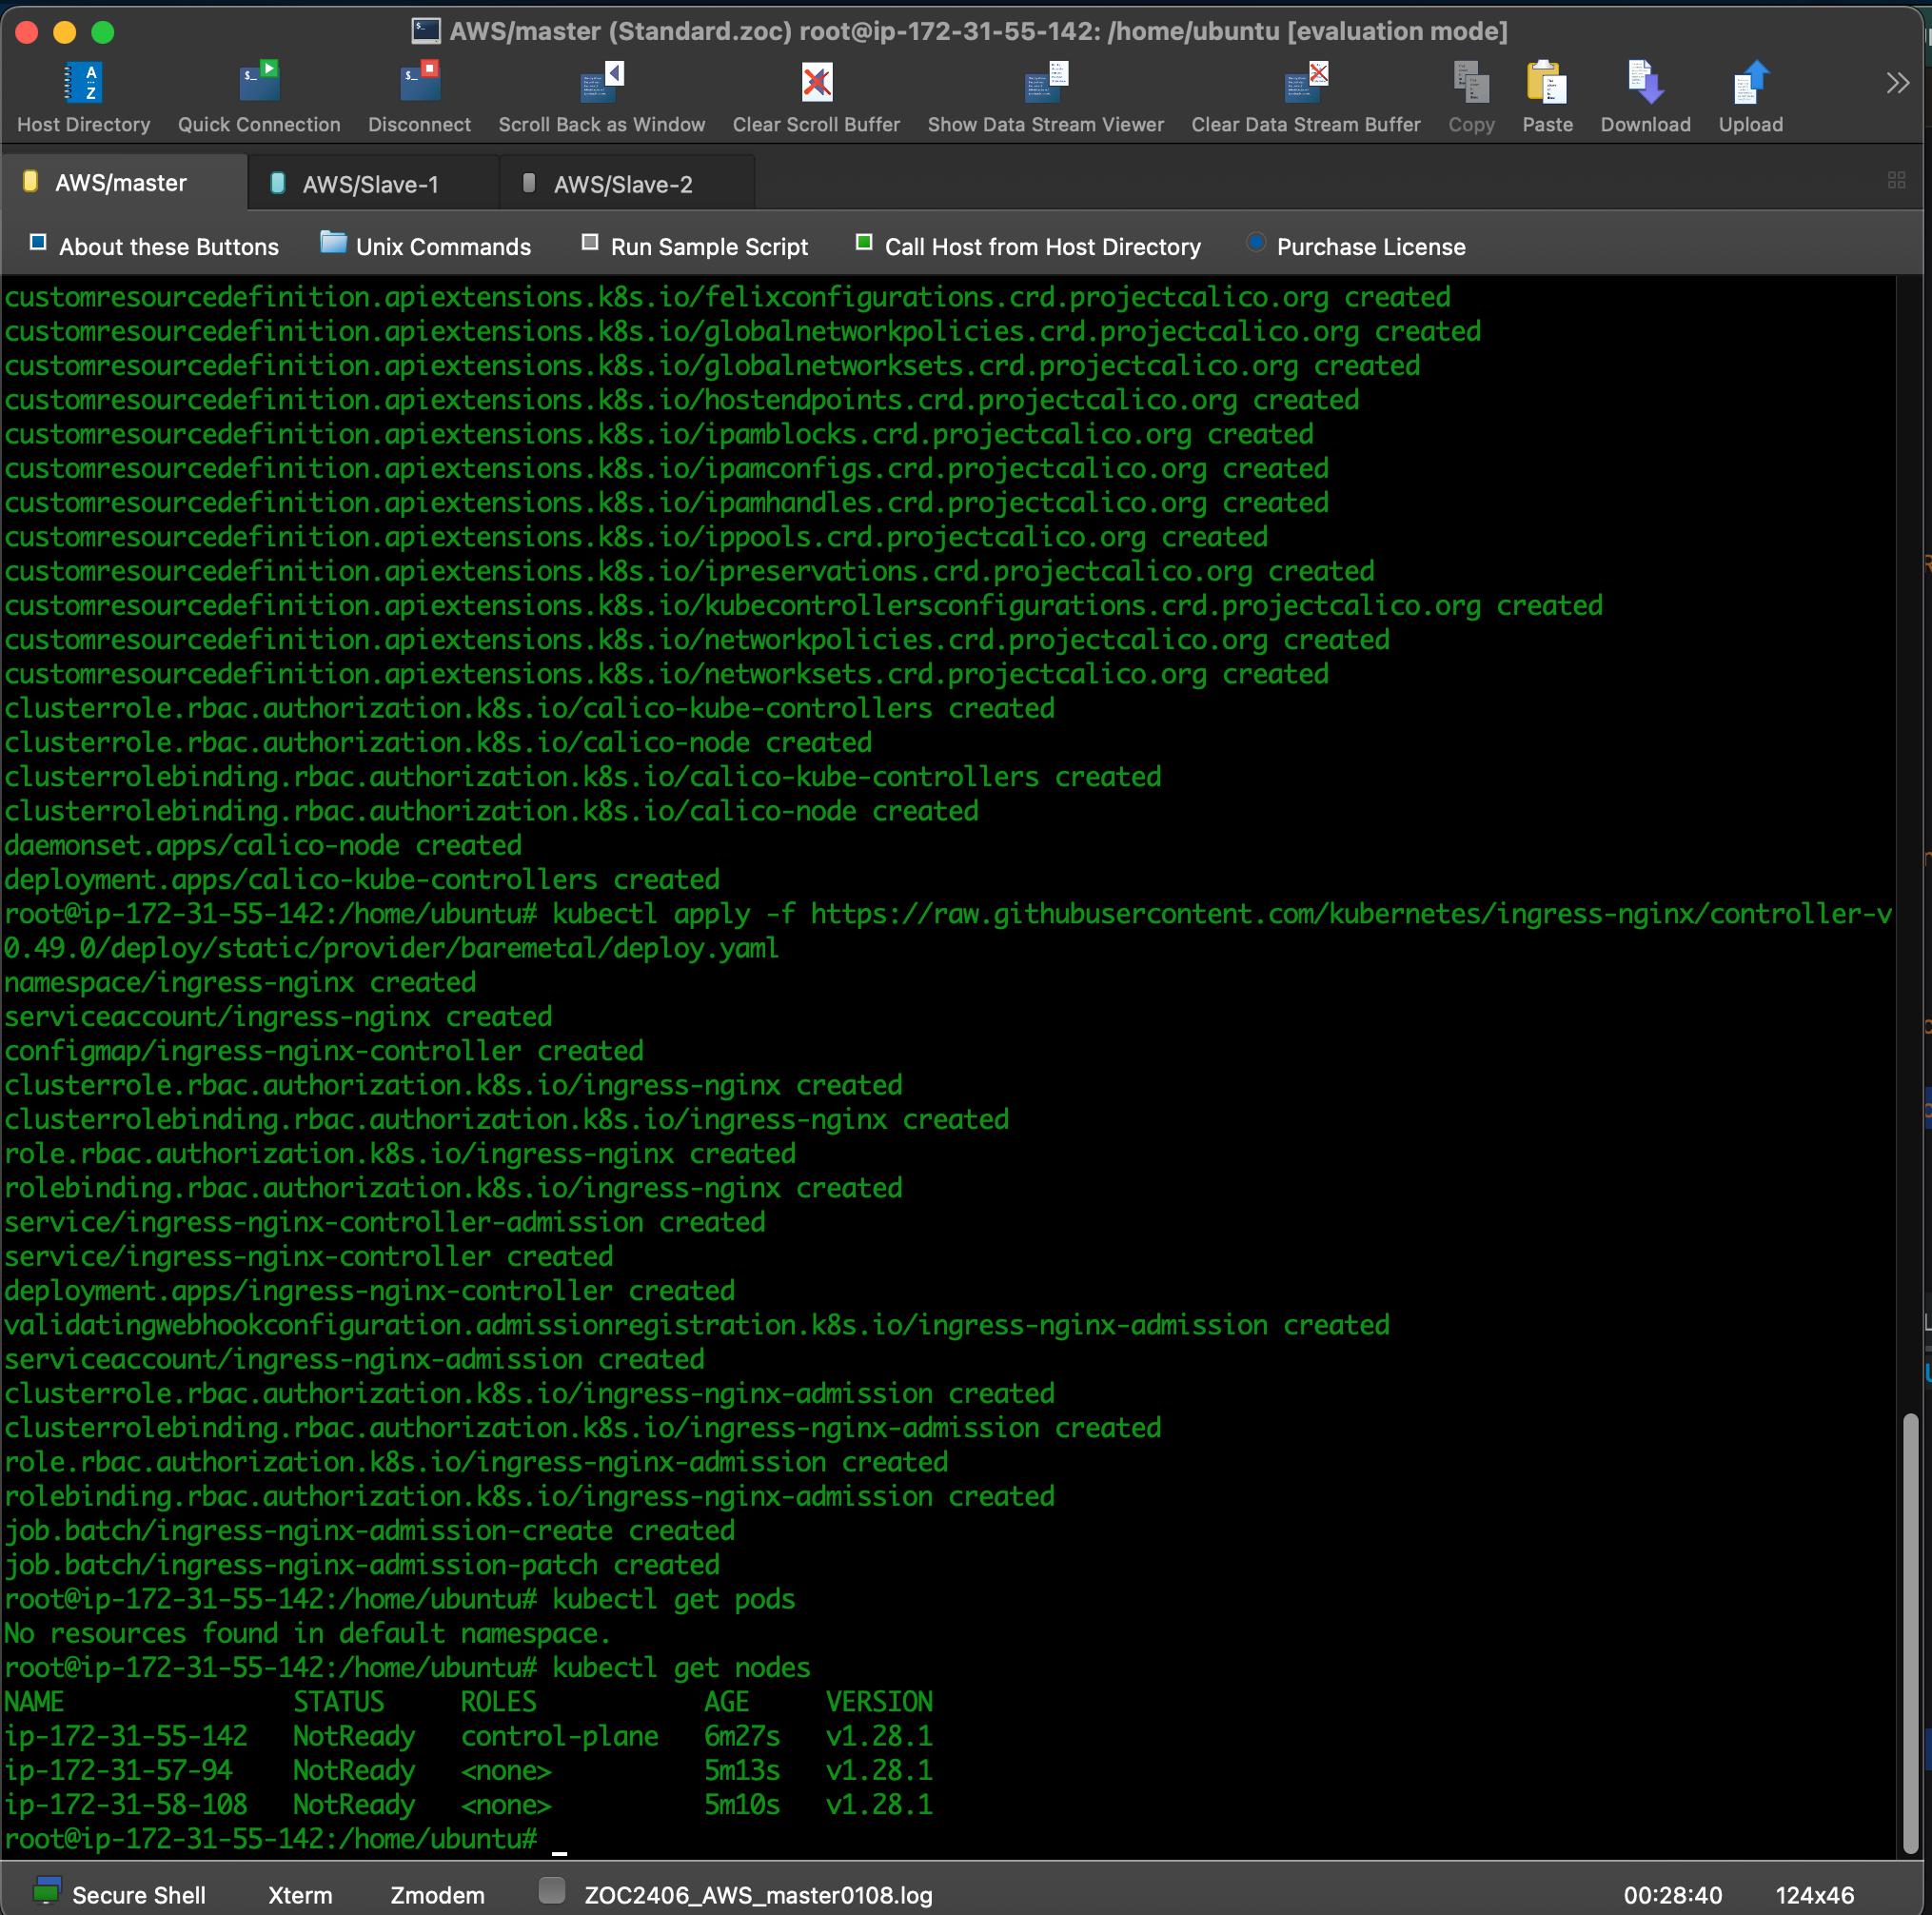 AWS/master (Standard.zoc) root@ip-172-31-55-142: /home/ubuntu [evaluation mode]
Host Directory Quick Connection Disconnect Scroll Back as Window Clear Scroll Buffer Show Data Stream Viewer Clear Data Stream Buffer Copy Paste Download Upload
AWS/master AWS/Slave-1 AWS/Slave-2
About these Buttons Unix Commands Run Sample Script Call Host from Host Directory Purchase License
customresourcedefinition.apiextensions.k8s.io/felixconfigurations.crd.projectcalico.org created
customresourcedefinition.apiextensions.k8s.io/globalnetworkpolicies.crd.projectcalico.org created
customresourcedefinition.apiextensions.k8s.io/globalnetworksets.crd.projectcalico.org created
customresourcedefinition.apiextensions.k8s.io/hostendpoints.crd.projectcalico.org created
customresourcedefinition.apiextensions.k8s.io/ipamblocks.crd.projectcalico.org created
customresourcedefinition.apiextensions.k8s.io/ipamconfigs.crd.projectcalico.org created
customresourcedefinition.apiextensions.k8s.io/ipamhandles.crd.projectcalico.org created
customresourcedefinition.apiextensions.k8s.io/ippools.crd.projectcalico.org created
customresourcedefinition.apiextensions.k8s.io/ipreservations.crd.projectcalico.org created
customresourcedefinition.apiextensions.k8s.io/kubecontrollersconfigurations.crd.projectcalico.org created
customresourcedefinition.apiextensions.k8s.io/networkpolicies.crd.projectcalico.org created
customresourcedefinition.apiextensions.k8s.io/networksets.crd.projectcalico.org created
clusterrole.rbac.authorization.k8s.io/calico-kube-controllers created
clusterrole.rbac.authorization.k8s.io/calico-node created
clusterrolebinding.rbac.authorization.k8s.io/calico-kube-controllers created
clusterrolebinding.rbac.authorization.k8s.io/calico-node created
daemonset.apps/calico-node created
deployment.apps/calico-kube-controllers created
root@ip-172-31-55-142:/home/ubuntu# kubectl apply -f https://raw.githubusercontent.com/kubernetes/ingress-nginx/controller-v
0.49.0/deploy/static/provider/baremetal/deploy.yaml
namespace/ingress-nginx created
serviceaccount/ingress-nginx created
configmap/ingress-nginx-controller created
clusterrole.rbac.authorization.k8s.io/ingress-nginx created
clusterrolebinding.rbac.authorization.k8s.io/ingress-nginx created
role.rbac.authorization.k8s.io/ingress-nginx created
rolebinding.rbac.authorization.k8s.io/ingress-nginx created
service/ingress-nginx-controller-admission created
service/ingress-nginx-controller created
deployment.apps/ingress-nginx-controller created
validatingwebhookconfiguration.admissionregistration.k8s.io/ingress-nginx-admission created
serviceaccount/ingress-nginx-admission created
clusterrole.rbac.authorization.k8s.io/ingress-nginx-admission created
clusterrolebinding.rbac.authorization.k8s.io/ingress-nginx-admission created
role.rbac.authorization.k8s.io/ingress-nginx-admission created
rolebinding.rbac.authorization.k8s.io/ingress-nginx-admission created
job.batch/ingress-nginx-admission-create created
job.batch/ingress-nginx-admission-patch created
root@ip-172-31-55-142:/home/ubuntu# kubectl get pods
No resources found in default namespace.
root@ip-172-31-55-142:/home/ubuntu# kubectl get nodes
NAME STATUS ROLES AGE VERSION
ip-172-31-55-142 NotReady control-plane 6m27s v1.28.1
ip-172-31-57-94 NotReady <none> 5m13s v1.28.1
ip-172-31-58-108 NotReady <none> 5m10s v1.28.1
root@ip-172-31-55-142:/home/ubuntu#
Secure Shell Xterm Zmodem ZOC2406_AWS_master0108.log 00:28:40 124x46